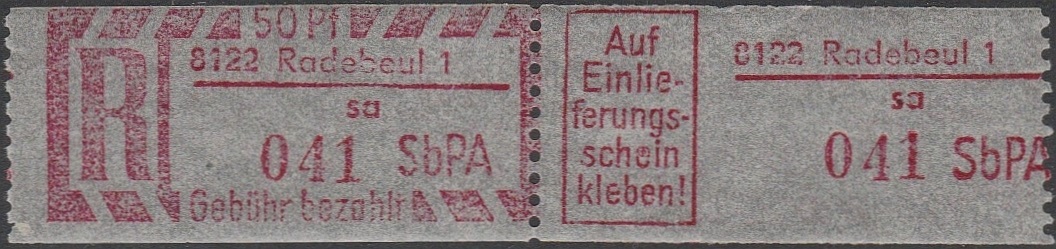 50 Pf
R
8122 Radebeul 1
sa
041 SbPA
Gebühr bezahlt
Auf
Einlie-
ferungs-
schein
kleben!
8122 Radebeul 1
sa
041 SbPA